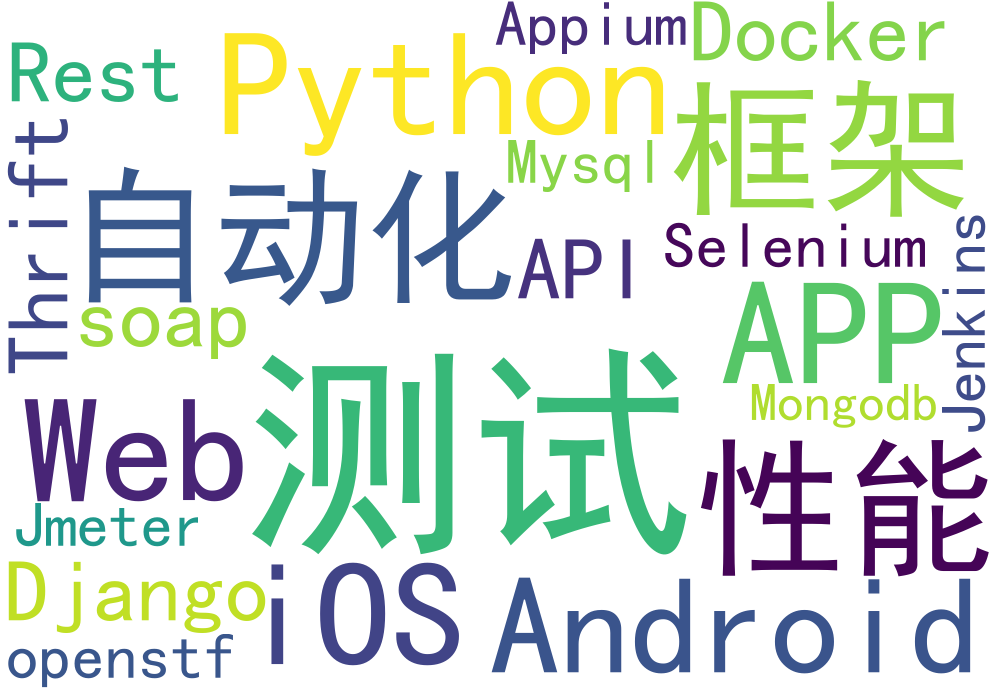 Appium
Docker
Rest
Python
框架
Mysql
Thrift
自动化
API
Selenium
Jenkins
soap
APP
测试
Web
Mongodb
性能
Jmeter
Django
iOS
Android
openstf